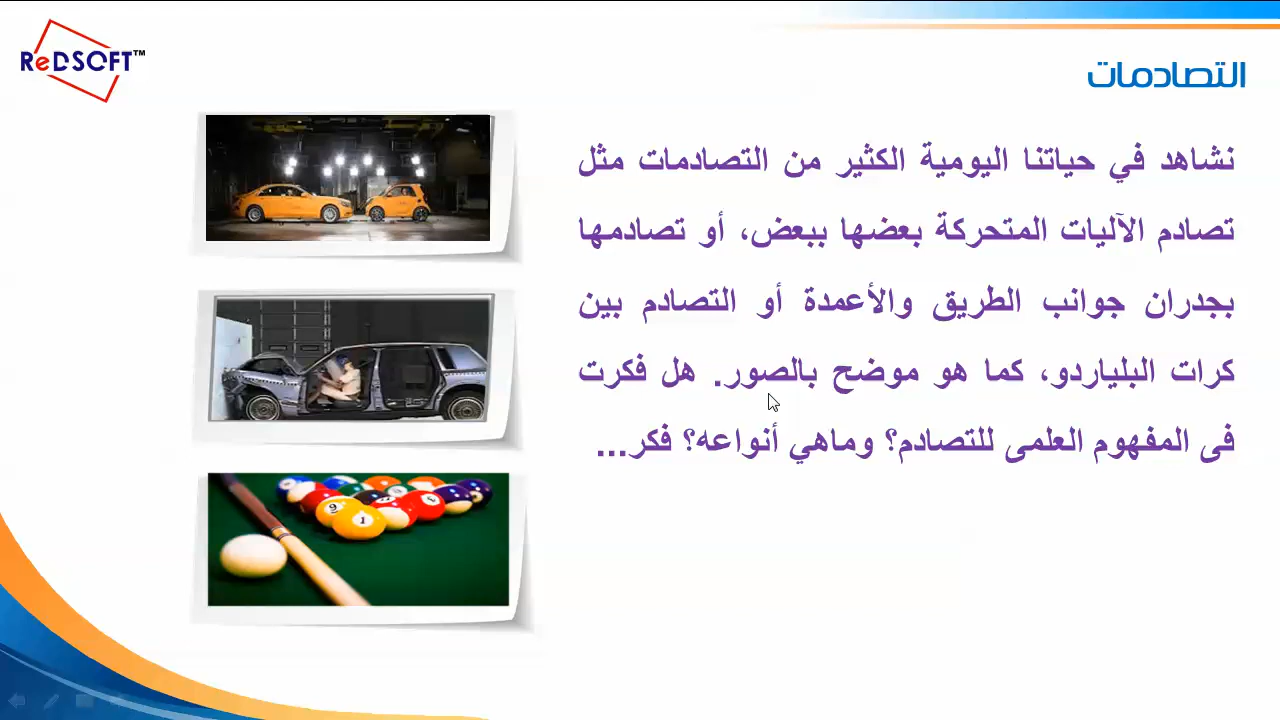 ReDSOFT™
التصادمات
نشاهد في حياتنا اليومية الكثير من التصادمات مثل
تصادم الآليات المتحركة بعضها ببعض، أو تصادمها
بجدران جوانب الطريق والأعمدة أو التصادم بين
كرات البلياردو، كما هو موضح بالصور. هل فكرت
فى المفهوم العلمى للتصادم؟ وماهي أنواعه؟ فكر...
9
1